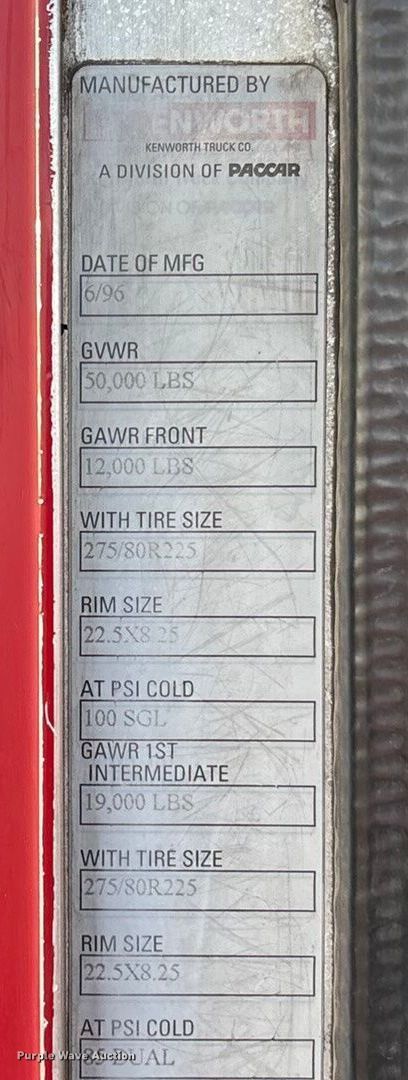 MANUFACTURED BY
KENWORTH
KENWORTH TRUCK CO.
A DIVISION OF PACCAR
DATE OF MFG
6/96
GVWR
50,000 LBS
GAWR FRONT
12,000 LBS
WITH TIRE SIZE
275/80R225
RIM SIZE
22.5X8.25
AT PSI COLD
100 SGL
GAWR 1ST
INTERMEDIATE
19,000 LBS
WITH TIRE SIZE
275/80R225
RIM SIZE
22.5X8.25
AT PSI COLD
DUAL
Purple Wave Auction